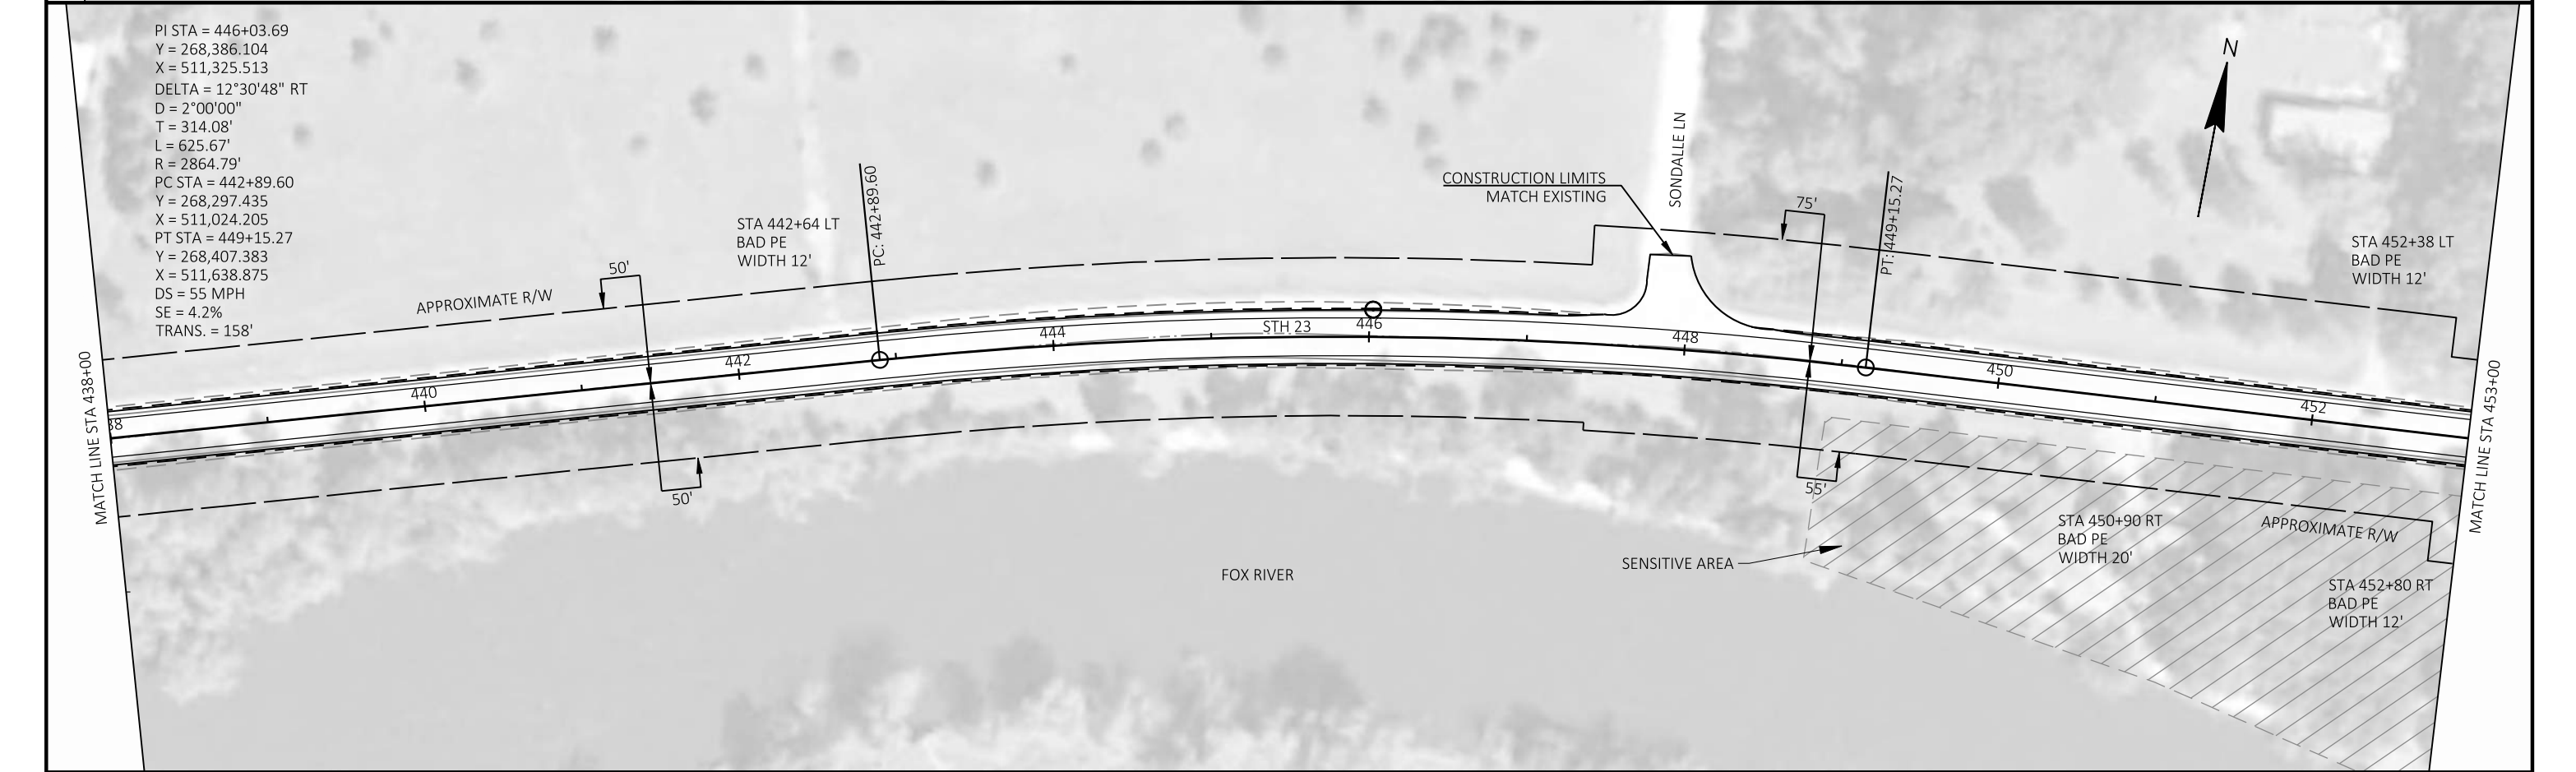 PI STA = 446+03.69
Y = 268,386.104
X = 511,325.513
DELTA = 12°30'48" RT
D = 2°00'00"
T = 314.08'
L = 625.67'
R = 2864.79'
PC STA = 442+89.60
Y = 268,297.435
X = 511,024.205
PT STA = 449+15.27
Y = 268,407.383
X = 511,638.875
DS = 55 MPH
SE = 4.2%
TRANS. = 158'
MATCH LINE STA 438+00
APPROXIMATE R/W
50'
50'
STA 442+64 LT
BAD PE
WIDTH 12'
PC: 442+89.60
CONSTRUCTION LIMITS
MATCH EXISTING
SONDALLE LN
75'
PT: 449+15.27
N
STA 452+38 LT
BAD PE
WIDTH 12'
38
440
442
444
STH 23
446
448
450
452
55'
FOX RIVER
SENSITIVE AREA
STA 450+90 RT
BAD PE
WIDTH 20'
APPROXIMATE R/W
STA 452+80 RT
BAD PE
WIDTH 12'
MATCH LINE STA 453+00